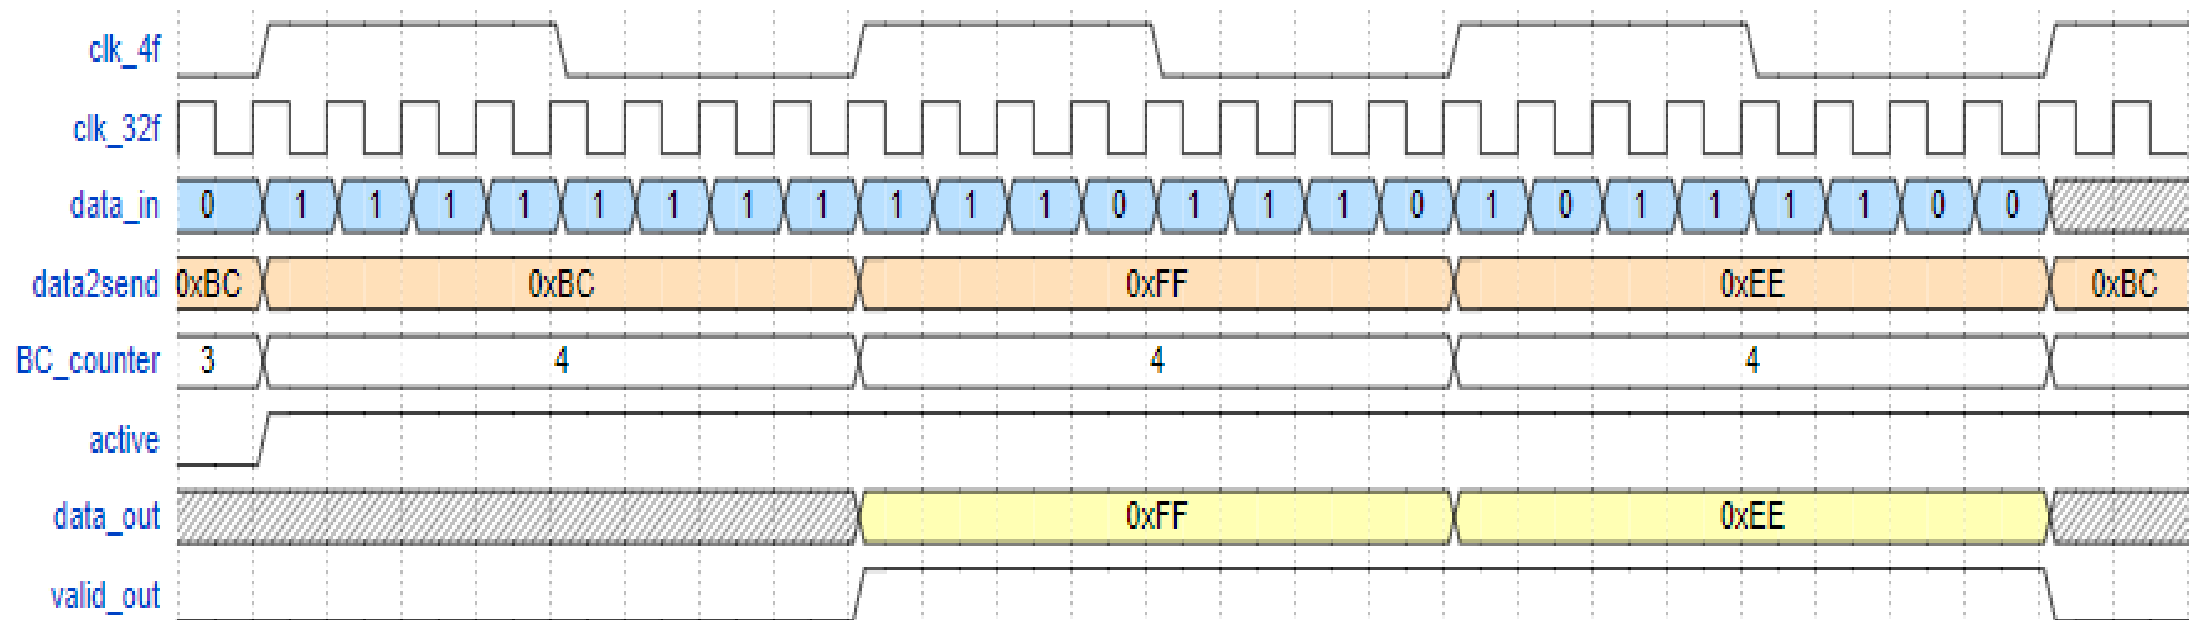 clk_4f
clk_32f
data_in 0 1 1 1 1 1 1 1 1 1 1 1 0 1 1 1 0 1 0 1 1 1 1 0 0
data2send 0xBC 0xBC 0xFF 0xEE 0xBC
BC_counter 3 4 4 4
active
data_out 0xFF 0xEE
valid_out